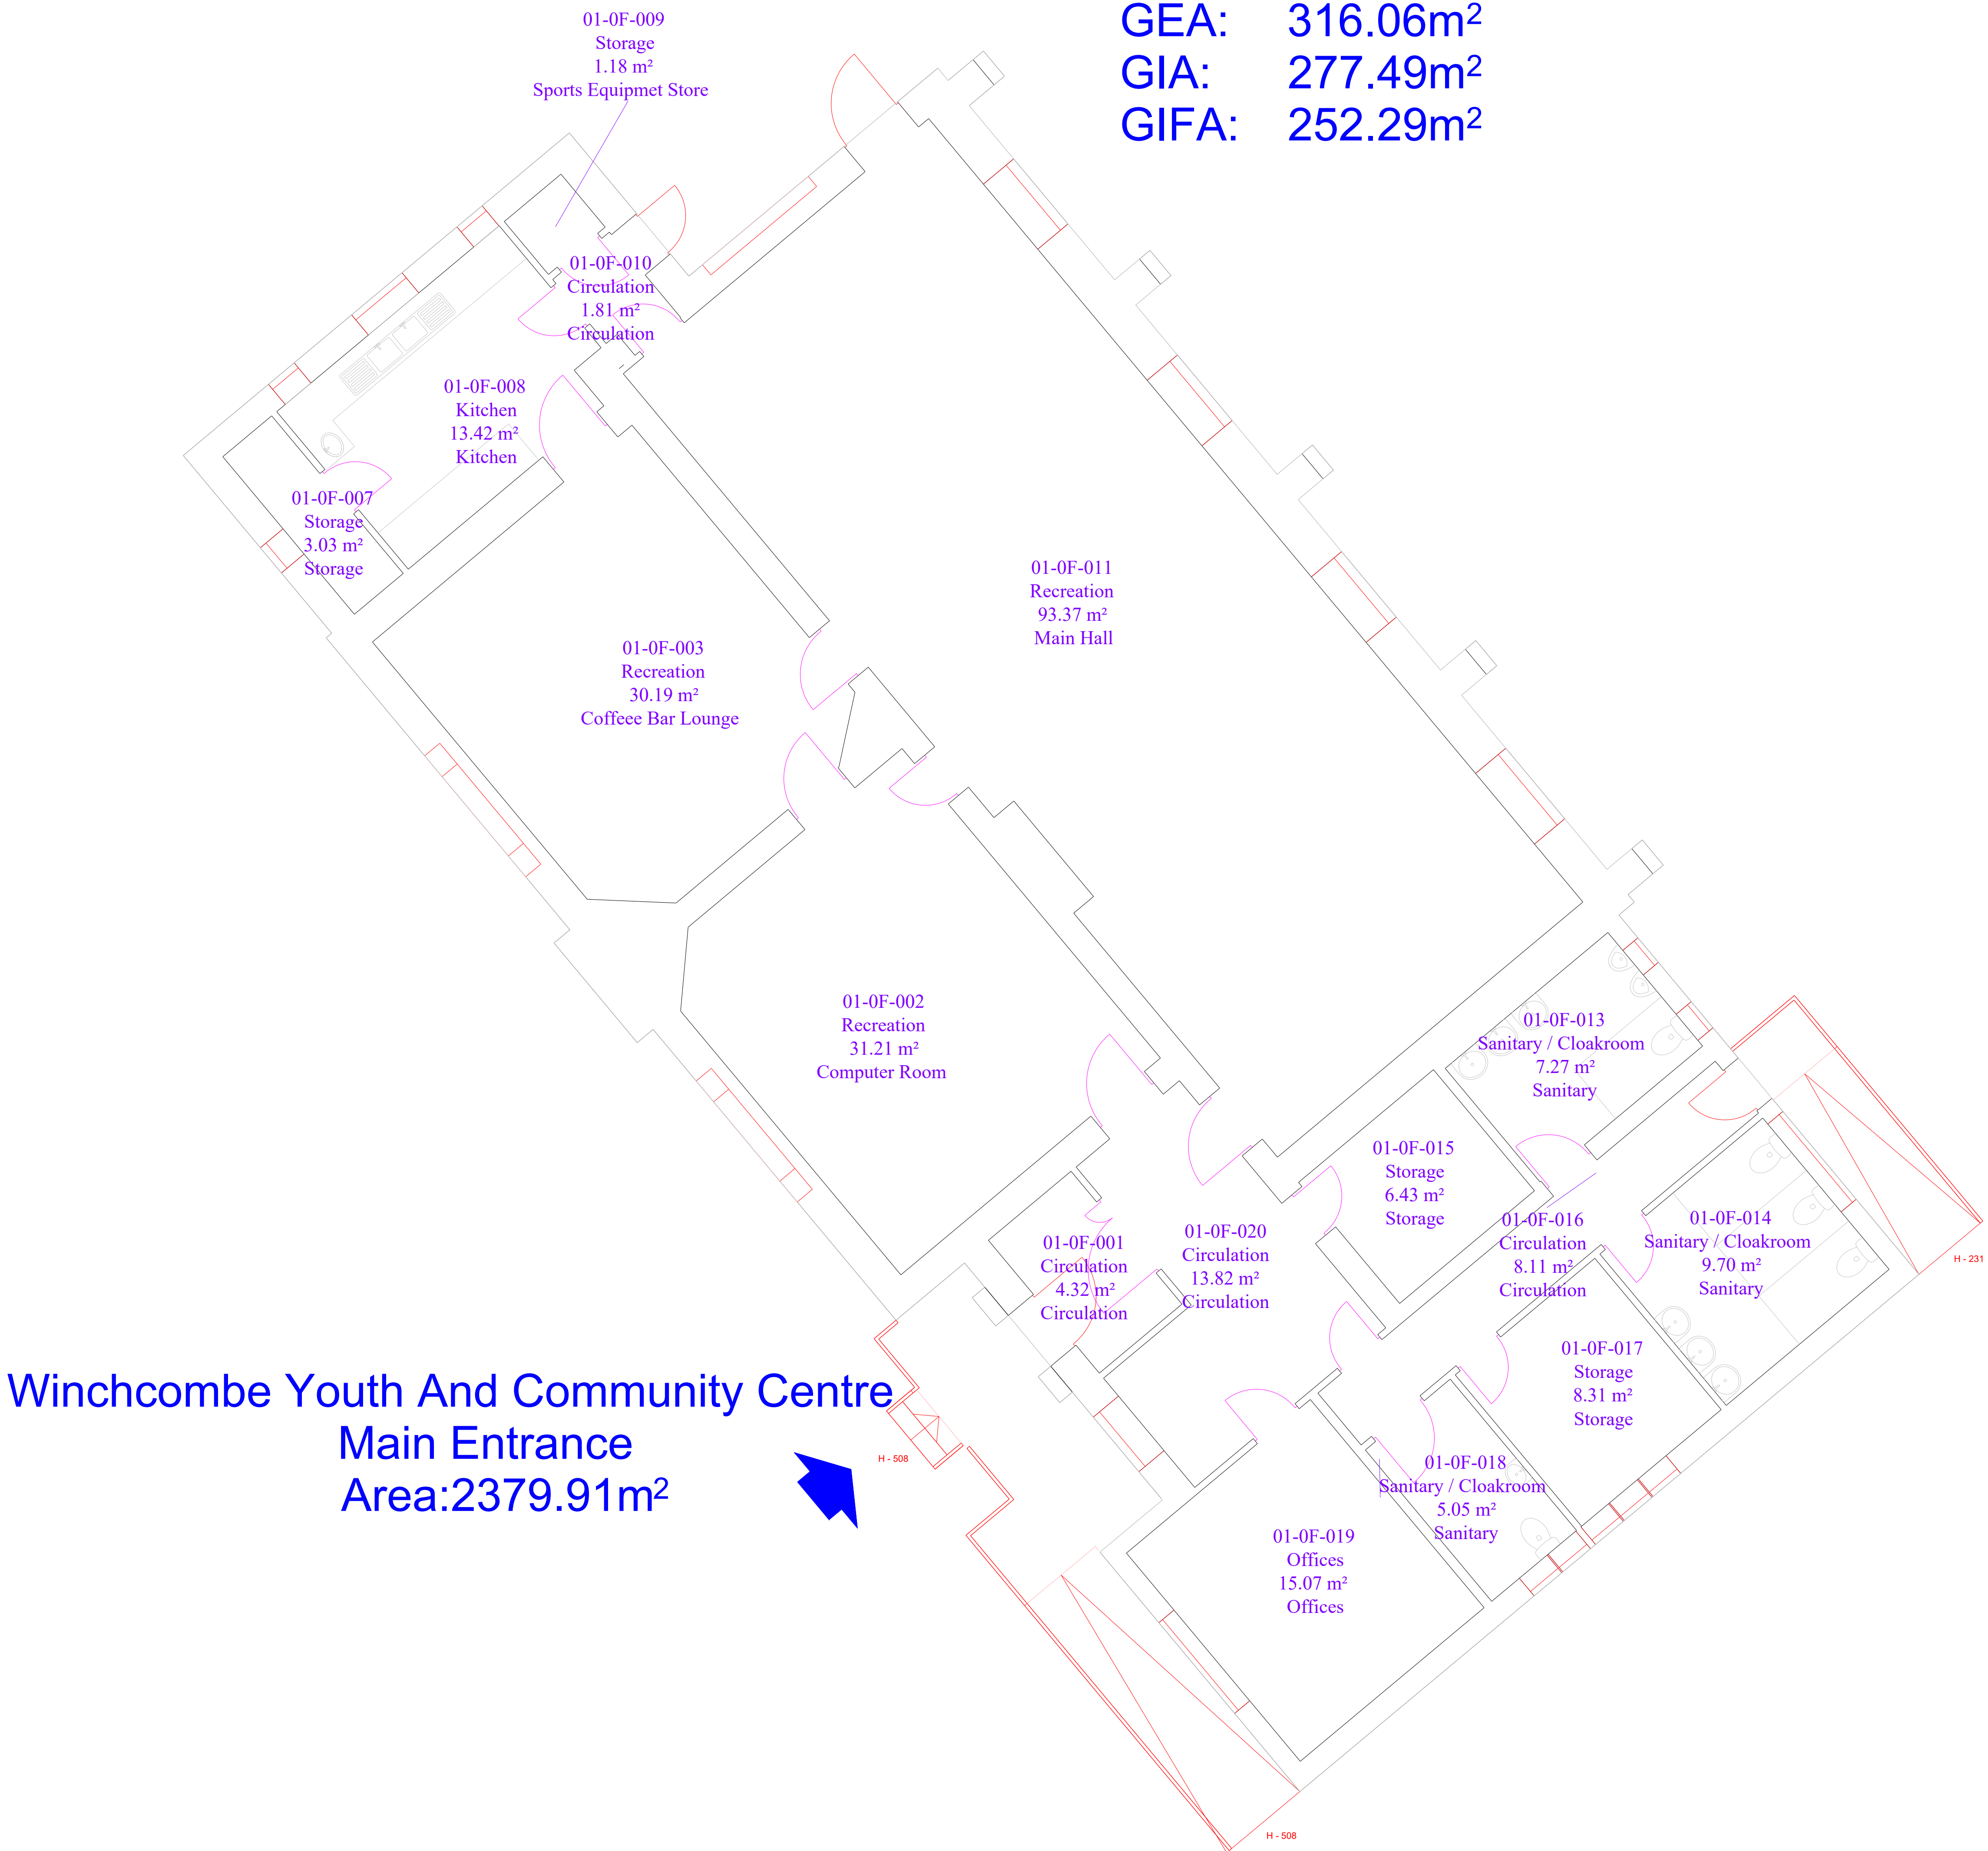 GEA: 316.06m²
GIA: 277.49m²
GIFA: 252.29m²
01-0F-009
Storage
1.18 m²
Sports Equipmet Store
01-0F-010
Circulation
1.81 m²
Circulation
01-0F-008
Kitchen
13.42 m²
Kitchen
01-0F-007
Storage
3.03 m²
Storage
01-0F-011
Recreation
93.37 m²
Main Hall
01-0F-003
Recreation
30.19 m²
Coffeee Bar Lounge
01-0F-002
Recreation
31.21 m²
Computer Room
01-0F-013
Sanitary / Cloakroom
7.27 m²
Sanitary
01-0F-015
Storage
6.43 m²
Storage
01-0F-016
Circulation
8.11 m²
Circulation
01-0F-014
Sanitary / Cloakroom
9.70 m²
Sanitary
H - 231
01-0F-001
Circulation
4.32 m²
Circulation
01-0F-020
Circulation
13.82 m²
Circulation
01-0F-017
Storage
8.31 m²
Storage
Winchcombe Youth And Community Centre
Main Entrance
Area:2379.91m²
H - 508
01-0F-018
Sanitary / Cloakroom
5.05 m²
Sanitary
01-0F-019
Offices
15.07 m²
Offices
H - 508